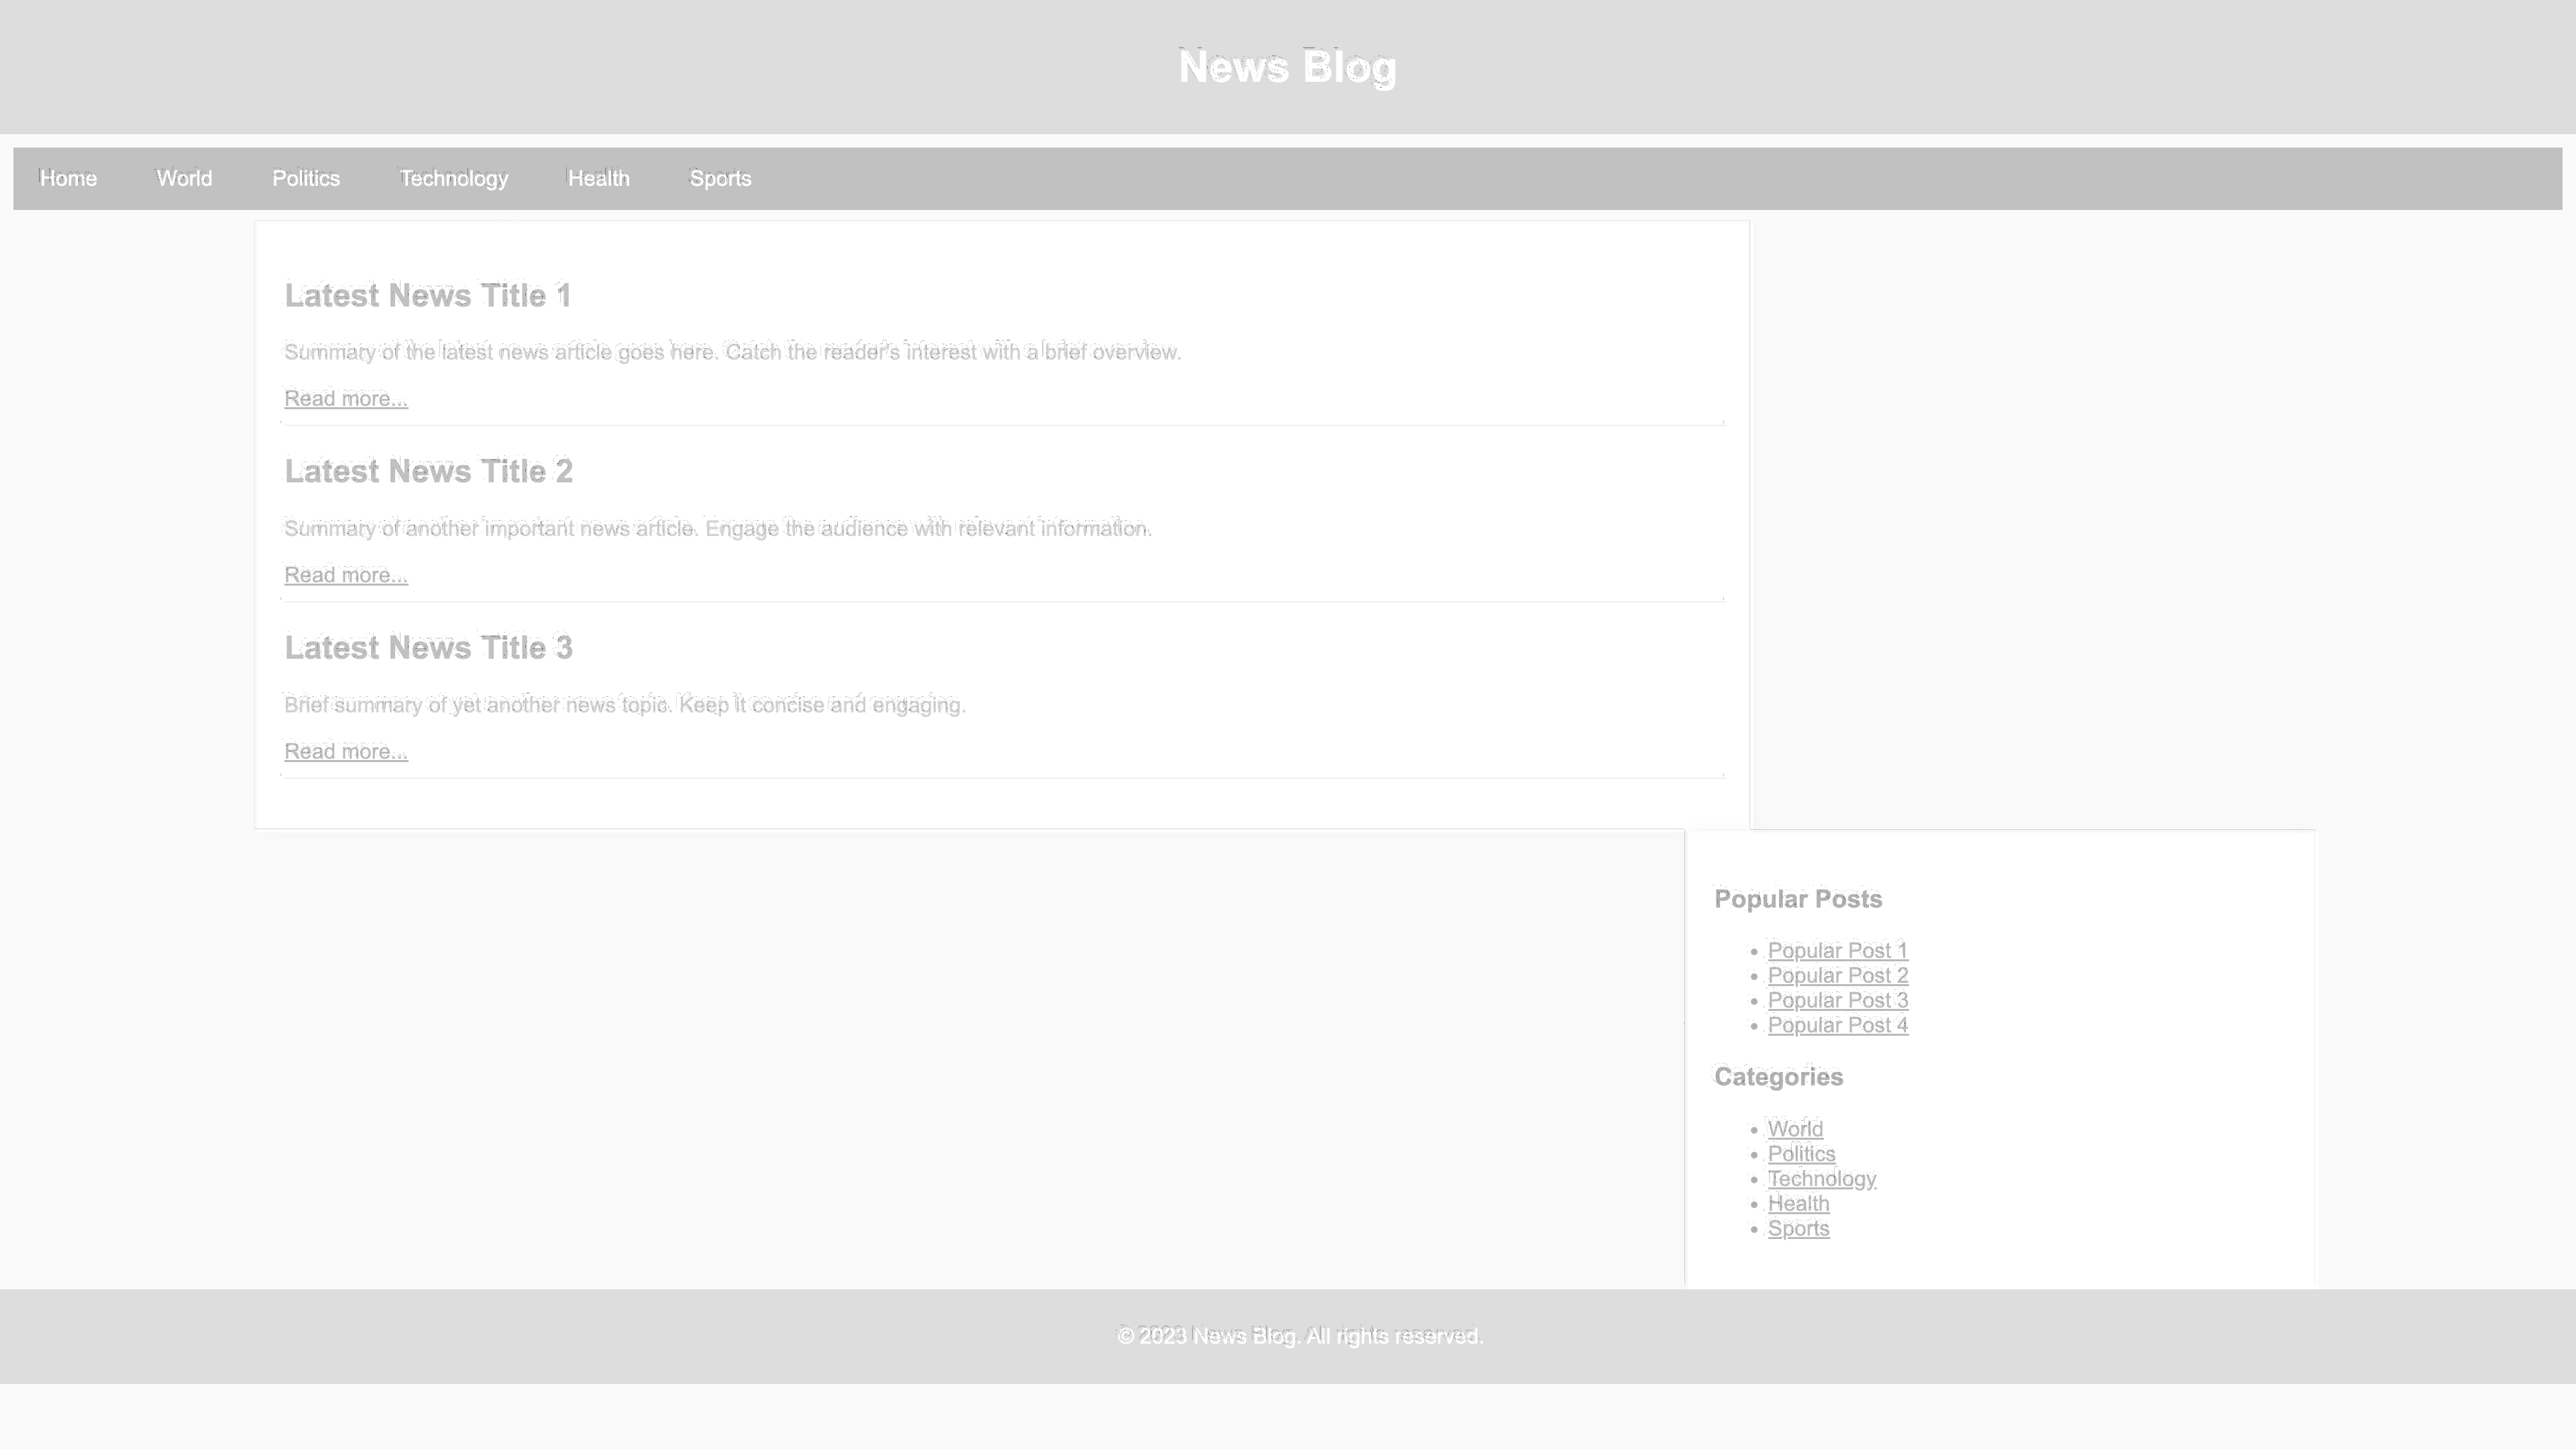 News Blog
Home World Politics Technology Health Sports
Latest News Title 1
Summary of the latest news article goes here. Catch the reader's interest with a brief overview.
Read more...
Latest News Title 2
Summary of another important news article. Engage the audience with relevant information.
Read more...
Latest News Title 3
Brief summary of yet another news topic. Keep it concise and engaging.
Read more...
Popular Posts
Popular Post 1
Popular Post 2
Popular Post 3
Popular Post 4
Categories
World
Politics
Technology
Health
Sports
© 2023 News Blog. All rights reserved.